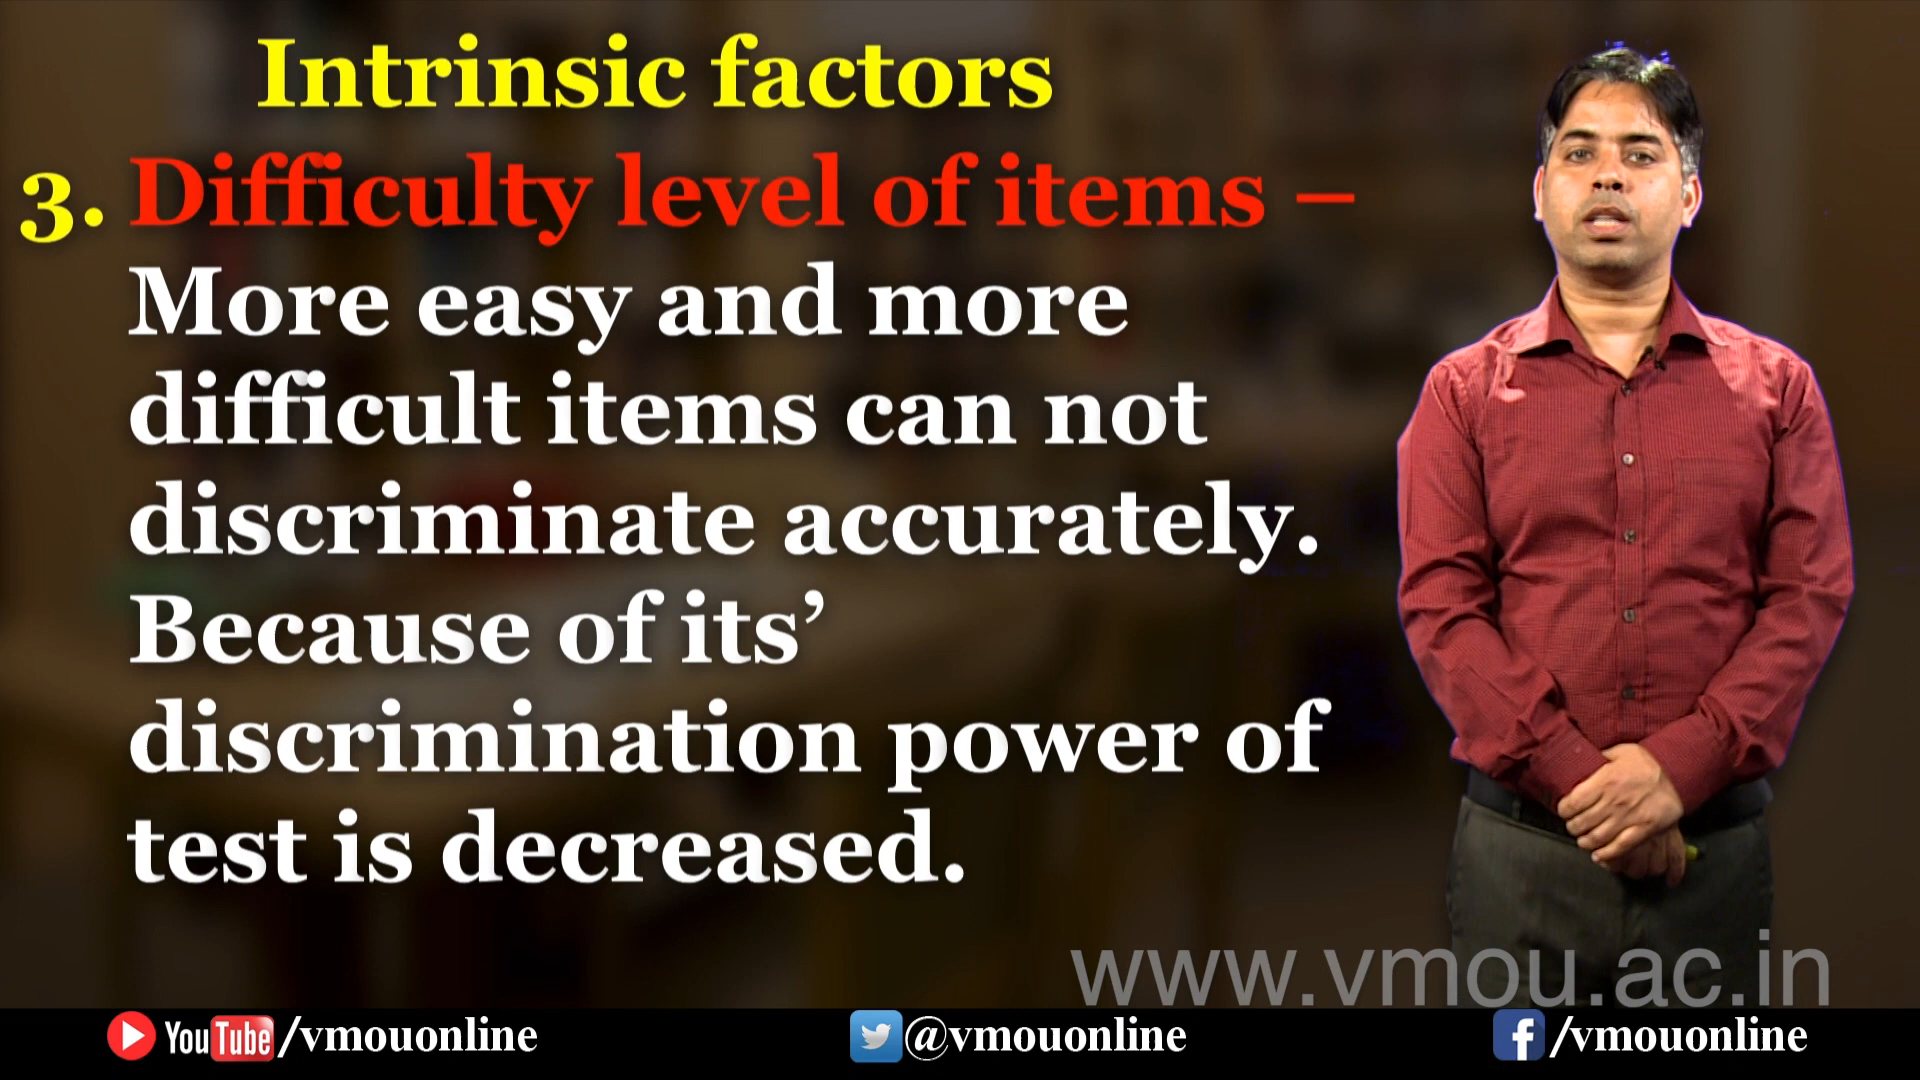 Intrinsic factors
3. Difficulty level of items –
More easy and more
difficult items can not
discriminate accurately.
Because of its’
discrimination power of
test is decreased.
www.vmou.ac.in
YouTube /vmouonline
@vmouonline
f /vmouonline